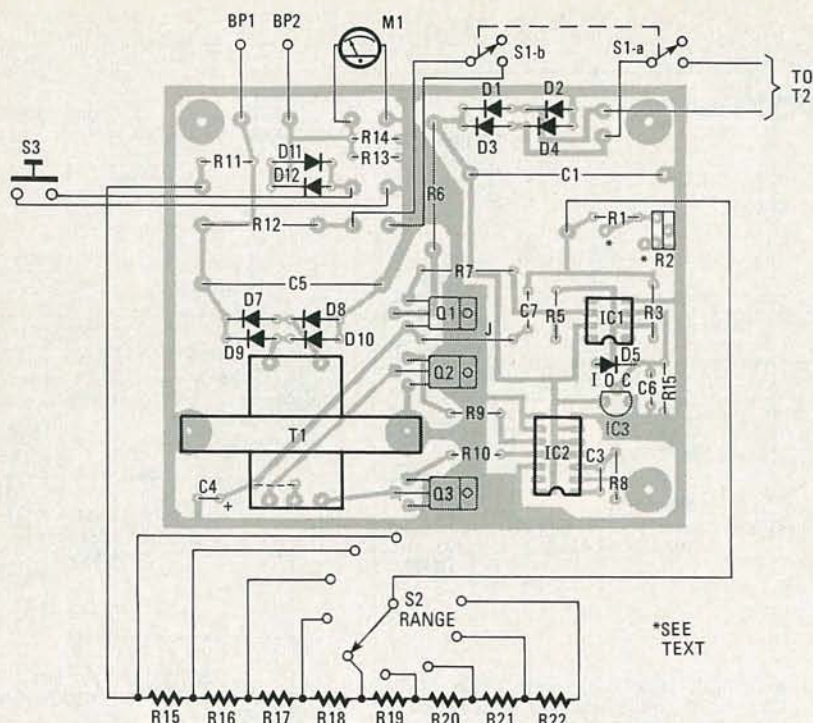 BP1 BP2 M1
S1-b S1-a
TO T2
S3
D1 D2
D3 D4
R14
R13
R11 D11
D12
C1
R6
R1
R12
* * R2
R7
C5
C7 R5 IC1 R3
D7 D8
Q1 J
D9 D10
D5
I O C C6 R15
Q2
IC3
R9
T1
R10 IC2 C3
R8
C4
+
Q3
S2
RANGE
*SEE
TEXT
R15 R16 R17 R18 R19 R20 R21 R22